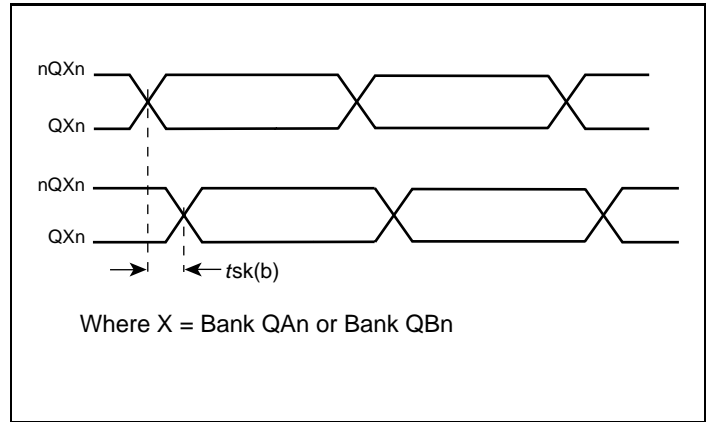 nQXn
QXn
nQXn
QXn
tsk(b)
Where X = Bank QAn or Bank QBn